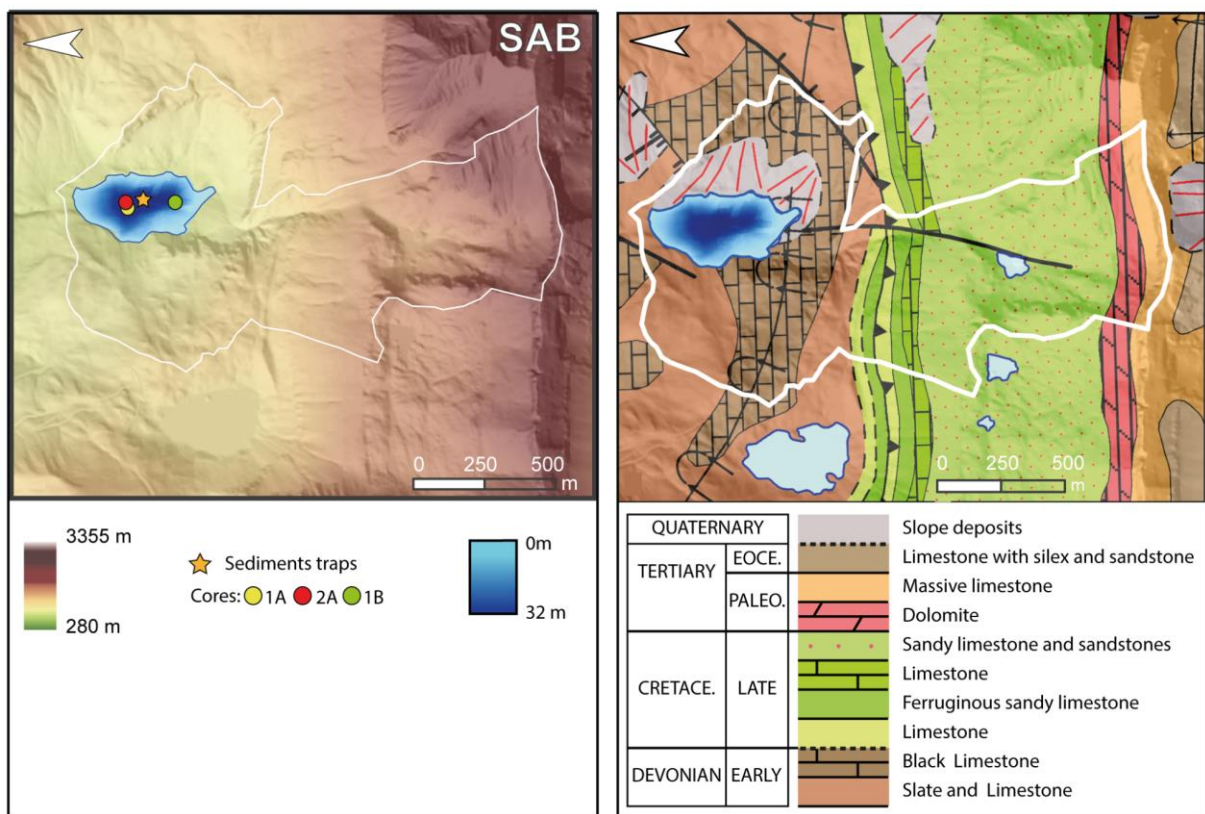 SAB
0 250 500
m
3355 m
280 m
Sediments traps
Cores: 1A 2A 1B
0m
32 m
0 250 500
m
QUATERNARY
TERTIARY
EOCE.
PALEO.
CRETACE.
LATE
DEVONIAN
EARLY
Slope deposits
Limestone with silex and sandstone
Massive limestone
Dolomite
Sandy limestone and sandstones
Limestone
Ferruginous sandy limestone
Limestone
Black Limestone
Slate and Limestone